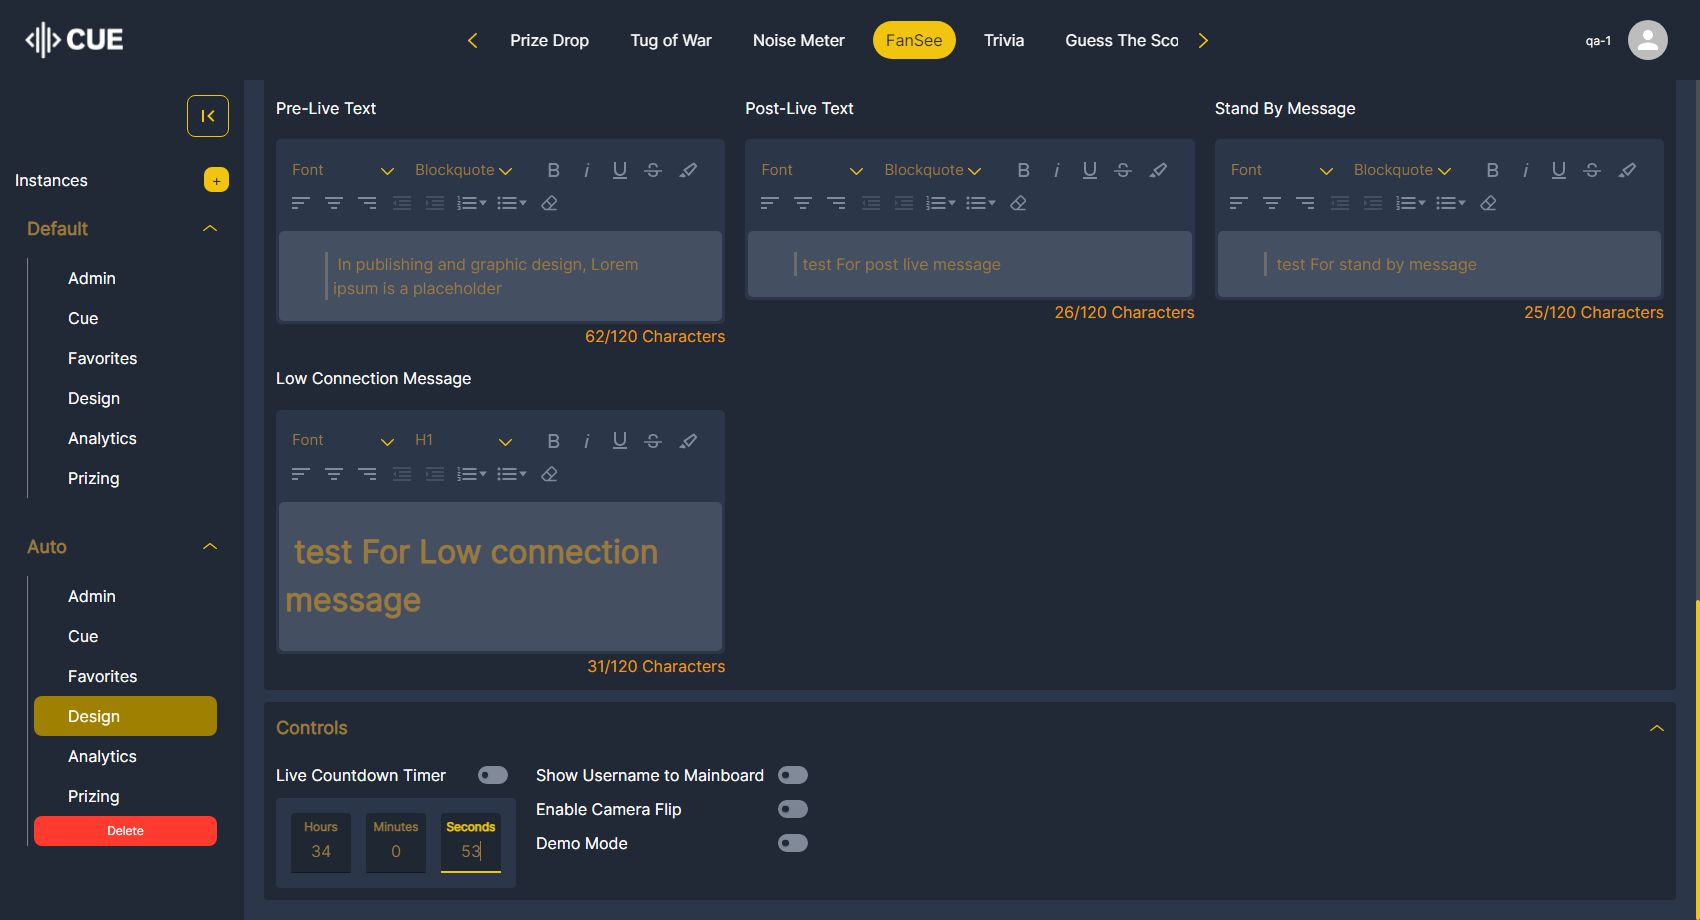 CUE
Prize Drop
Tug of War
Noise Meter
FanSee
Trivia
Guess The Sco
qa-1
Instances
+
Default
Admin
Cue
Favorites
Design
Analytics
Prizing
Auto
Admin
Cue
Favorites
Design
Analytics
Prizing
Delete
Pre-Live Text
Font
Blockquote
B i U S
In publishing and graphic design, Lorem
ipsum is a placeholder
62/120 Characters
Post-Live Text
Font
Blockquote
B i U S
test For post live message
26/120 Characters
Stand By Message
Font
Blockquote
B i U S
test For stand by message
25/120 Characters
Low Connection Message
Font
H1
B i U S
test For Low connection
message
31/120 Characters
Controls
Live Countdown Timer
Hours
34
Minutes
0
Seconds
53
Show Username to Mainboard
Enable Camera Flip
Demo Mode